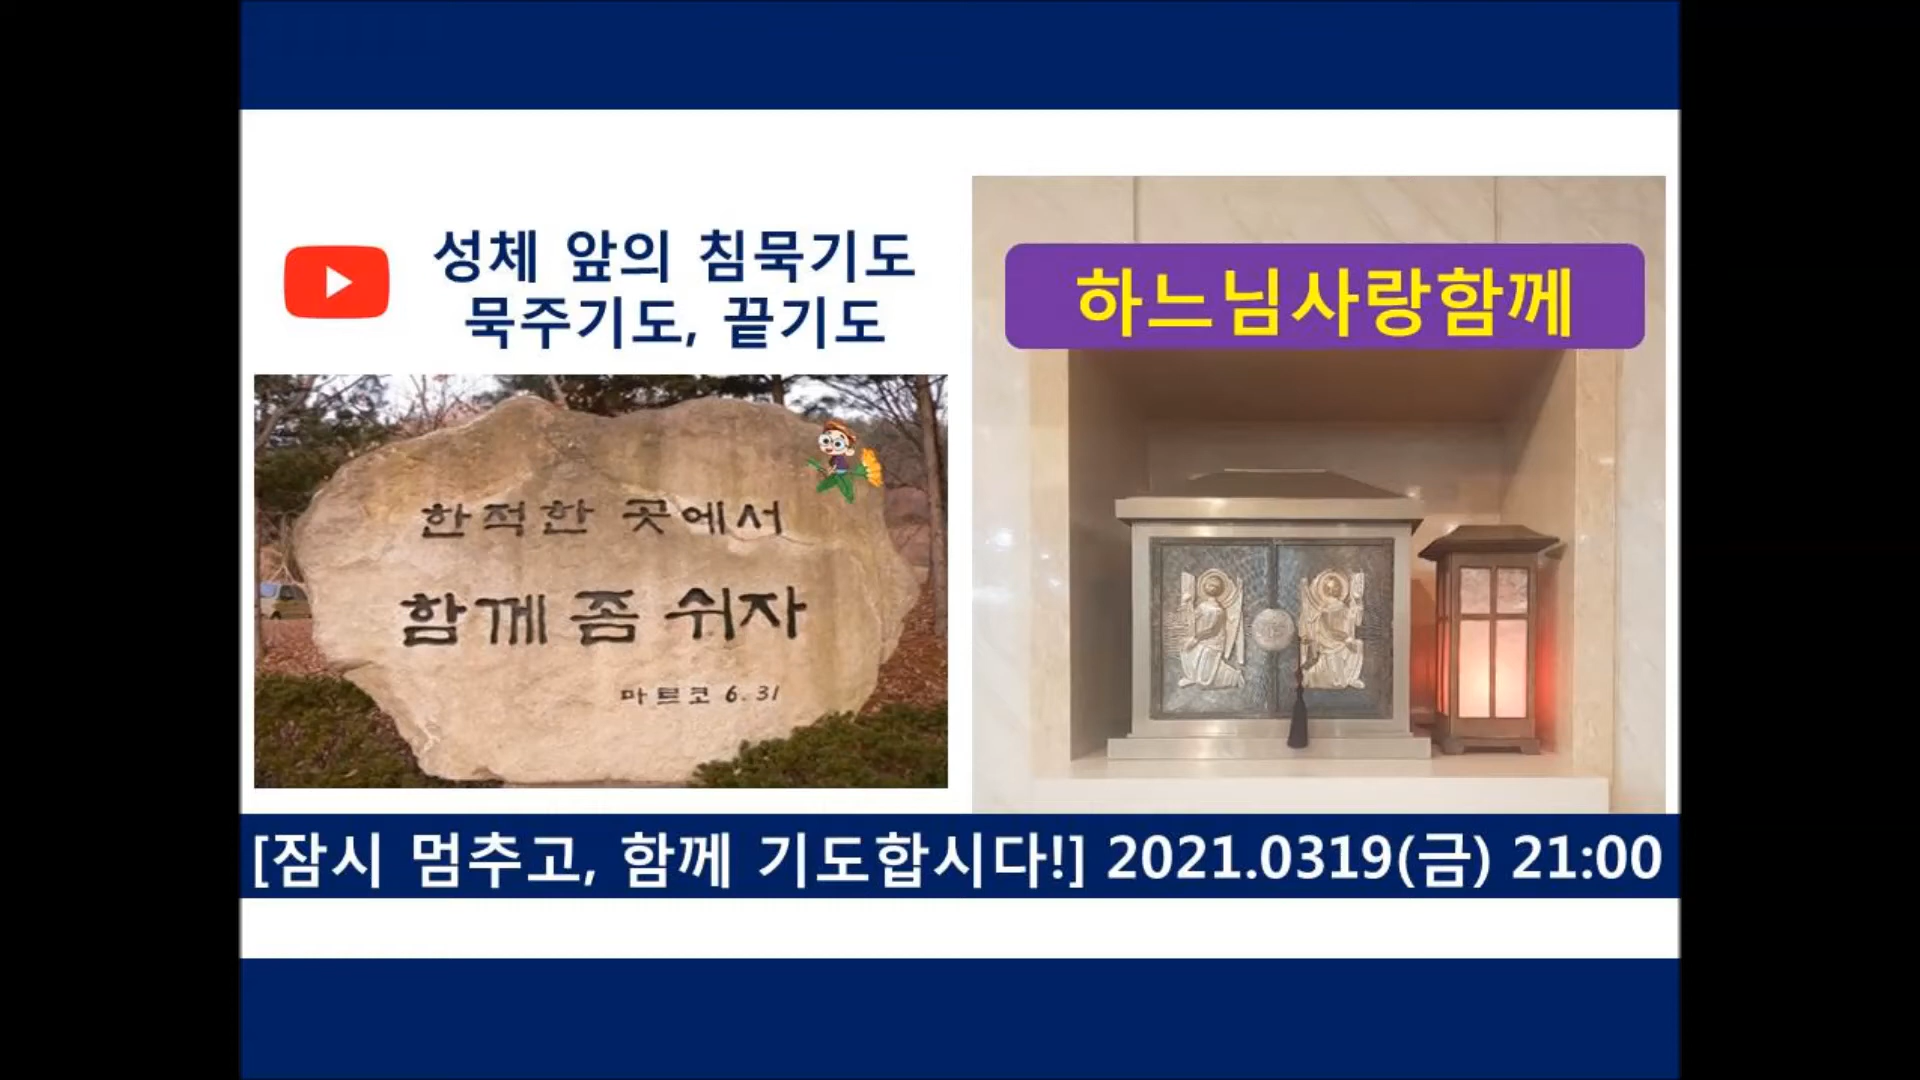 성체 앞의 침묵기도
묵주기도, 끝기도
하느님사랑함께
한적한 곳에서
함께 좀 쉬자
마르코 6.31
[잠시 멈추고, 함께 기도합시다!] 2021.0319(금) 21:00